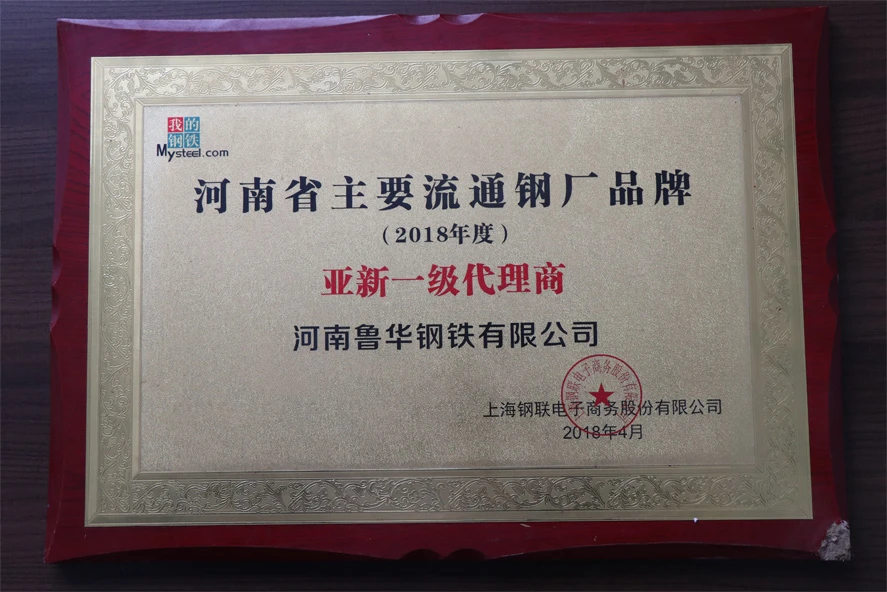 我的
钢铁
Mysteel.com
河南省主要流通钢厂品牌
（2018年度）
亚新一级代理商
河南鲁华钢铁有限公司
上海钢联电子商务股份有限公司
2018年4月